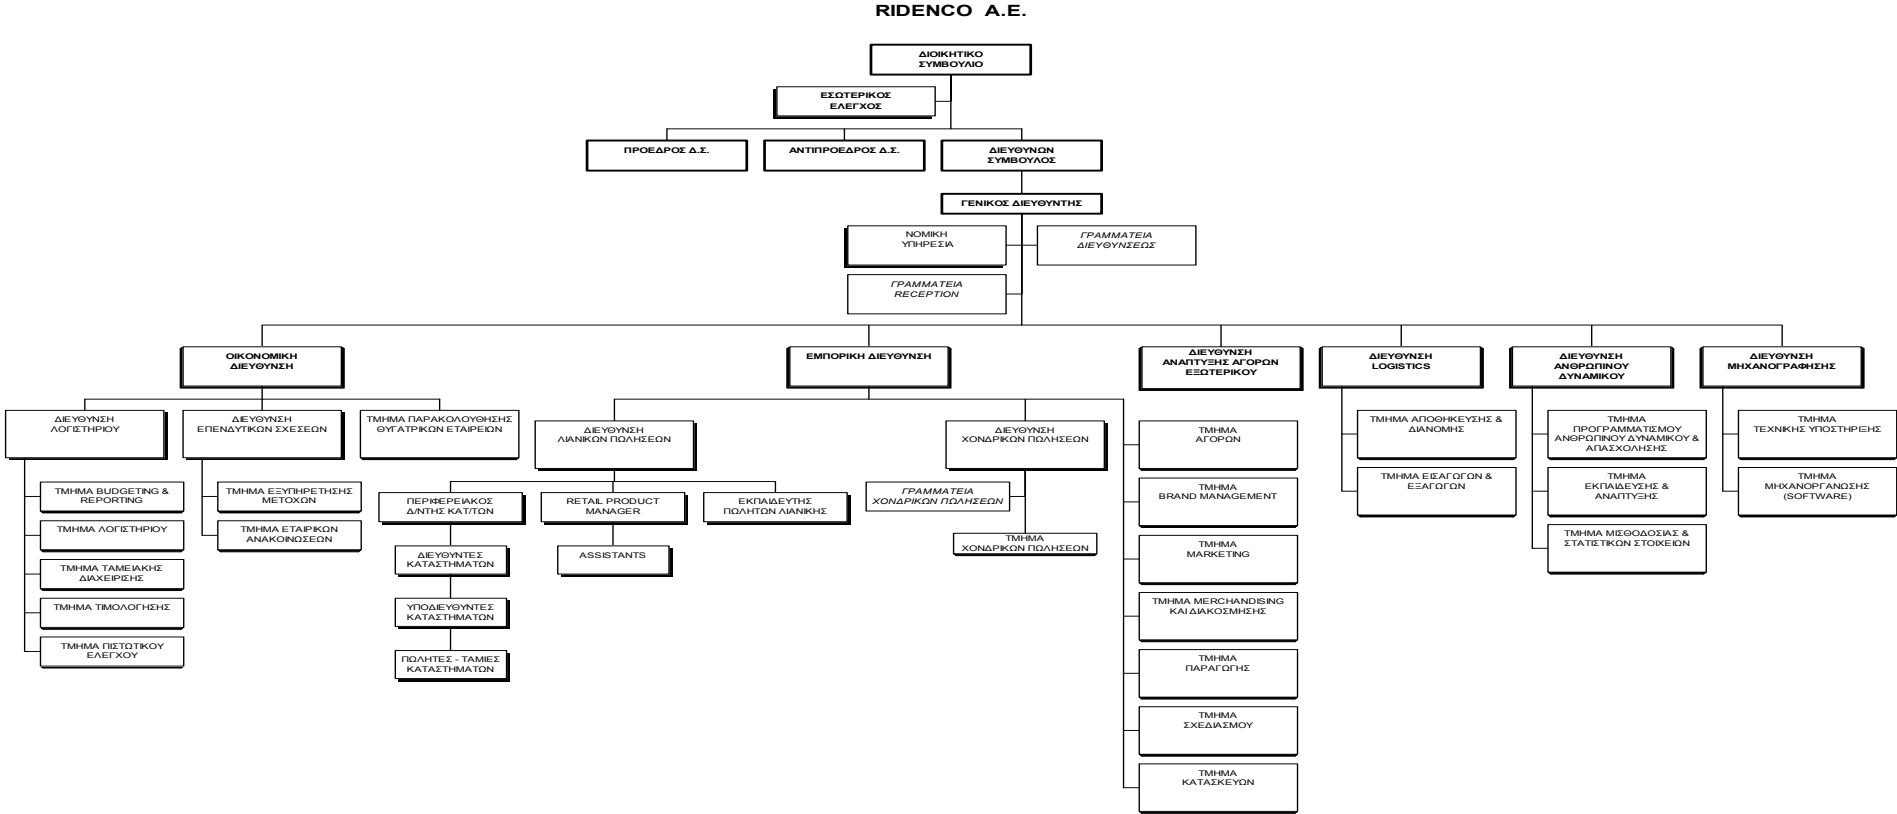 RIDENCO A.E.
ΔΙΟΙΚΗΤΙΚΟ
ΣΥΜΒΟΥΛΙΟ
ΕΣΩΤΕΡΙΚΟΣ
ΕΛΕΓΧΟΣ
ΠΡΟΕΔΡΟΣ Δ.Σ.
ΑΝΤΙΠΡΟΕΔΡΟΣ Δ.Σ.
ΔΙΕΥΘΥΝΩΝ
ΣΥΜΒΟΥΛΟΣ
ΓΕΝΙΚΟΣ ΔΙΕΥΘΥΝΤΗΣ
ΝΟΜΙΚΗ
ΥΠΗΡΕΣΙΑ
ΓΡΑΜΜΑΤΕΙΑ
ΔΙΕΥΘΥΝΣΕΩΣ
ΓΡΑΜΜΑΤΕΙΑ
RECEPTION
ΟΙΚΟΝΟΜΙΚΗ
ΔΙΕΥΘΥΝΣΗ
ΕΜΠΟΡΙΚΗ ΔΙΕΥΘΥΝΣΗ
ΔΙΕΥΘΥΝΣΗ
ΑΝΑΠΤΥΞΗΣ ΑΓΟΡΩΝ
ΕΞΩΤΕΡΙΚΟΥ
ΔΙΕΥΘΥΝΣΗ
LOGISTICS
ΔΙΕΥΘΥΝΣΗ
ΑΝΘΡΩΠΙΝΟΥ
ΔΥΝΑΜΙΚΟΥ
ΔΙΕΥΘΥΝΣΗ
ΜΗΧΑΝΟΓΡΑΦΗΣΗΣ
ΔΙΕΥΘΥΝΣΗ
ΛΟΓΙΣΤΗΡΙΟΥ
ΔΙΕΥΘΥΝΣΗ
ΕΠΕΝΔΥΤΙΚΩΝ ΣΧΕΣΕΩΝ
ΤΜΗΜΑ ΠΑΡΑΚΟΛΟΥΘΗΣΗΣ
ΘΥΓΑΤΡΙΚΩΝ ΕΤΑΙΡΕΙΩΝ
ΤΜΗΜΑ BUDGETING &
REPORTING
ΤΜΗΜΑ ΛΟΓΙΣΤΗΡΙΟΥ
ΤΜΗΜΑ ΤΑΜΕΙΑΚΗΣ
ΔΙΑΧΕΙΡΙΣΗΣ
ΤΜΗΜΑ ΤΙΜΟΛΟΓΗΣΗΣ
ΤΜΗΜΑ ΠΙΣΤΩΤΙΚΟΥ
ΕΛΕΓΧΟΥ
ΤΜΗΜΑ ΕΞΥΠΗΡΕΤΗΣΗΣ
ΜΕΤΟΧΩΝ
ΤΜΗΜΑ ΕΤΑΙΡΙΚΩΝ
ΑΝΑΚΟΙΝΩΣΕΩΝ
ΔΙΕΥΘΥΝΣΗ
ΛΙΑΝΙΚΩΝ ΠΩΛΗΣΕΩΝ
ΔΙΕΥΘΥΝΣΗ
ΧΟΝΔΡΙΚΩΝ ΠΩΛΗΣΕΩΝ
ΠΕΡΙΦΕΡΕΙΑΚΟΣ
Δ/ΝΤΗΣ ΚΑΤ/ΤΩΝ
RETAIL PRODUCT
MANAGER
ΕΚΠΑΙΔΕΥΤΗΣ
ΠΩΛΗΤΩΝ ΛΙΑΝΙΚΗΣ
ΔΙΕΥΘΥΝΤΕΣ
ΚΑΤΑΣΤΗΜΑΤΩΝ
ASSISTANTS
ΥΠΟΔΙΕΥΘΥΝΤΕΣ
ΚΑΤΑΣΤΗΜΑΤΩΝ
ΠΩΛΗΤΕΣ - ΤΑΜΙΕΣ
ΚΑΤΑΣΤΗΜΑΤΩΝ
ΓΡΑΜΜΑΤΕΙΑ
ΧΟΝΔΡΙΚΩΝ ΠΩΛΗΣΕΩΝ
ΤΜΗΜΑ
ΧΟΝΔΡΙΚΩΝ ΠΩΛΗΣΕΩΝ
ΤΜΗΜΑ
ΑΓΟΡΩΝ
ΤΜΗΜΑ
BRAND MANAGEMENT
ΤΜΗΜΑ
MARKETING
ΤΜΗΜΑ MERCHANDISING
ΚΑΙ ΔΙΑΚΟΣΜΗΣΗΣ
ΤΜΗΜΑ
ΠΑΡΑΓΩΓΗΣ
ΤΜΗΜΑ
ΣΧΕΔΙΑΣΜΟΥ
ΤΜΗΜΑ
ΚΑΤΑΣΚΕΥΩΝ
ΤΜΗΜΑ ΑΠΟΘΗΚΕΥΣΗΣ &
ΔΙΑΝΟΜΗΣ
ΤΜΗΜΑ ΕΙΣΑΓΩΓΩΝ &
ΕΞΑΓΩΓΩΝ
ΤΜΗΜΑ
ΠΡΟΓΡΑΜΜΑΤΙΣΜΟΥ
ΑΝΘΡΩΠΙΝΟΥ ΔΥΝΑΜΙΚΟΥ &
ΑΠΑΣΧΟΛΗΣΗΣ
ΤΜΗΜΑ
ΕΚΠΑΙΔΕΥΣΗΣ &
ΑΝΑΠΤΥΞΗΣ
ΤΜΗΜΑ ΜΙΣΘΟΔΟΣΙΑΣ &
ΣΤΑΤΙΣΤΙΚΩΝ ΣΤΟΙΧΕΙΩΝ
ΤΜΗΜΑ
ΤΕΧΝΙΚΗΣ ΥΠΟΣΤΗΡΙΞΗΣ
ΤΜΗΜΑ
ΜΗΧΑΝΟΡΓΑΝΩΣΗΣ
(SOFTWARE)